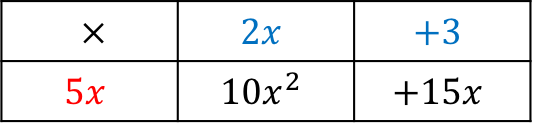 × 2x +3
5x 10x² +15x